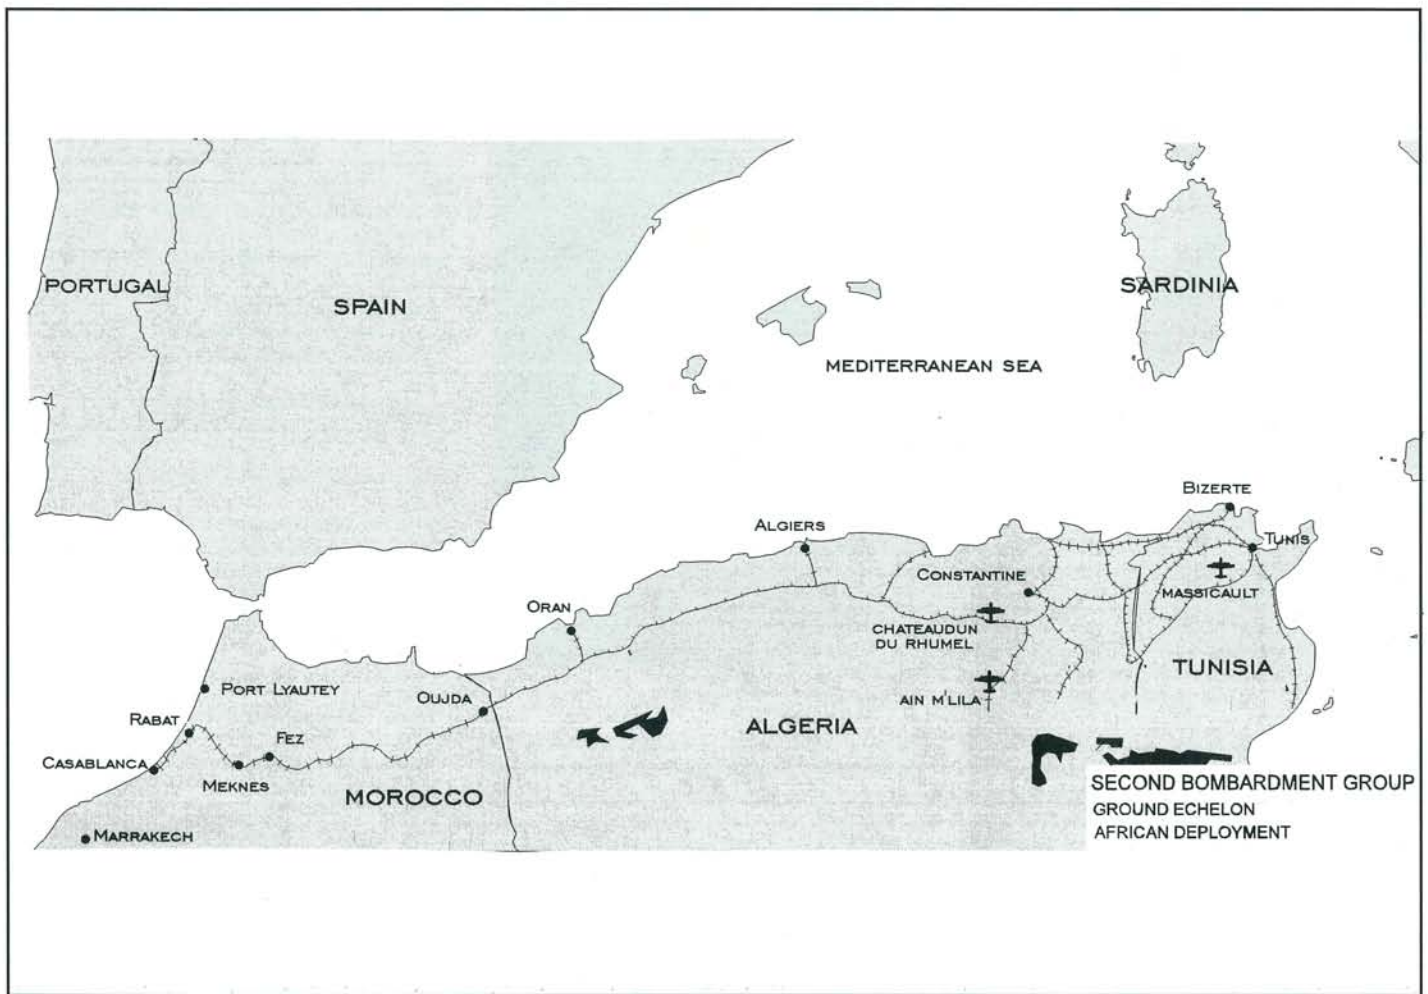 PORTUGAL
SPAIN
SARDINIA
MEDITERRANEAN SEA
BIZERTE
ALGIERS
TUNIS
CONSTANTINE
MASSICAULT
ORAN
CHATEAUDUN
DU RHUMEL
TUNISIA
PORT LYAUTEY
OUJDA
AIN M'LILA
RABAT
ALGERIA
FEZ
CASABLANCA
MEKNES
MOROCCO
MARRAKECH
SECOND BOMBARDMENT GROUP
GROUND ECHELON
AFRICAN DEPLOYMENT